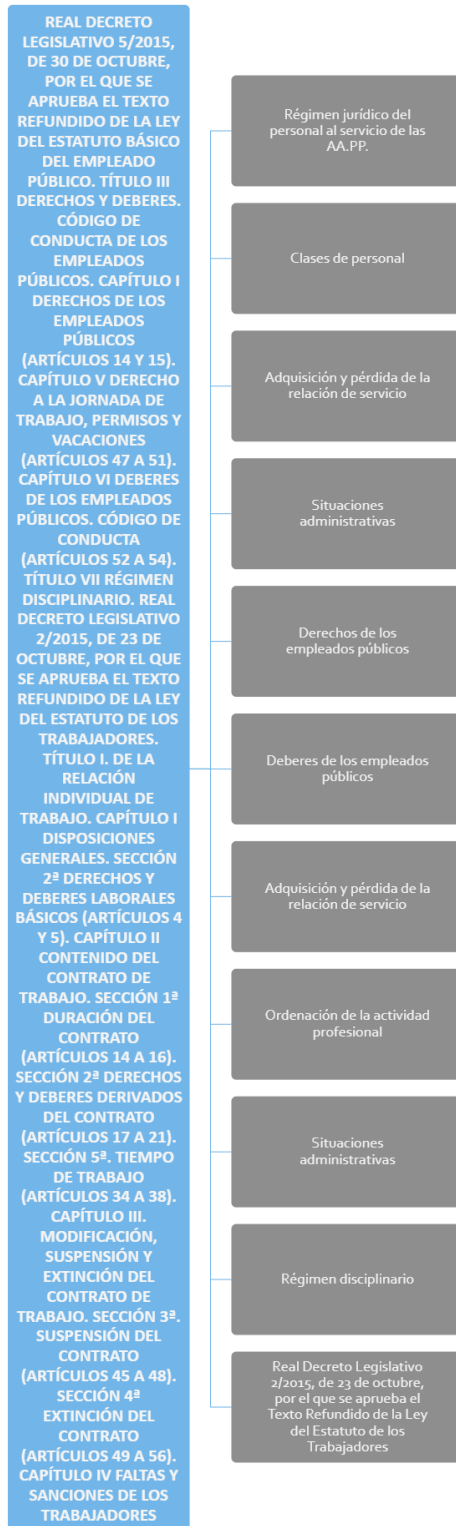 REAL DECRETO
LEGISLATIVO 5/2015,
DE 30 DE OCTUBRE,
POR EL QUE SE
APRUEBA EL TEXTO
REFUNDIDO DE LA LEY
DEL ESTATUTO BÁSICO
DEL EMPLEADO
PÚBLICO. TÍTULO III
DERECHOS Y DEBERES.
CÓDIGO DE
CONDUCTA DE LOS
EMPLEADOS
PÚBLICOS. CAPÍTULO I
DERECHOS DE LOS
EMPLEADOS
PÚBLICOS
(ARTÍCULOS 14 Y 15).
CAPÍTULO V DERECHO
A LA JORNADA DE
TRABAJO, PERMISOS Y
VACACIONES
(ARTÍCULOS 47 A 51).
CAPÍTULO VI DEBERES
DE LOS EMPLEADOS
PÚBLICOS. CÓDIGO DE
CONDUCTA
(ARTÍCULOS 52 A 54).
TÍTULO VII RÉGIMEN
DISCIPLINARIO. REAL
DECRETO LEGISLATIVO
2/2015, DE 23 DE
OCTUBRE, POR EL QUE
SE APRUEBA EL TEXTO
REFUNDIDO DE LA LEY
DEL ESTATUTO DE LOS
TRABAJADORES.
TÍTULO I. DE LA
RELACIÓN
INDIVIDUAL DE
TRABAJO. CAPÍTULO I
DISPOSICIONES
GENERALES. SECCIÓN
2ª DERECHOS Y
DEBERES LABORALES
BÁSICOS (ARTÍCULOS 4
Y 5). CAPÍTULO II
CONTENIDO DEL
CONTRATO DE
TRABAJO. SECCIÓN 1ª
DURACIÓN DEL
CONTRATO
(ARTÍCULOS 14 A 16).
SECCIÓN 2ª DERECHOS
Y DEBERES DERIVADOS
DEL CONTRATO
(ARTÍCULOS 17 A 21).
SECCIÓN 5ª. TIEMPO
DE TRABAJO
(ARTÍCULOS 34 A 38).
CAPÍTULO III.
MODIFICACIÓN,
SUSPENSIÓN Y
EXTINCIÓN DEL
CONTRATO DE
TRABAJO. SECCIÓN 3ª.
SUSPENSIÓN DEL
CONTRATO
(ARTÍCULOS 45 A 48).
SECCIÓN 4ª
EXTINCIÓN DEL
CONTRATO
(ARTÍCULOS 49 A 56).
CAPÍTULO IV FALTAS Y
SANCIONES DE LOS
TRABAJADORES
Régimen jurídico del
personal al servicio de las
AA.PP.
Clases de personal
Adquisición y pérdida de la
relación de servicio
Situaciones
administrativas
Derechos de los
empleados públicos
Deberes de los empleados
públicos
Adquisición y pérdida de la
relación de servicio
Ordenación de la actividad
profesional
Situaciones
administrativas
Régimen disciplinario
Real Decreto Legislativo
2/2015, de 23 de octubre,
por el que se aprueba el
Texto Refundido de la Ley
del Estatuto de los
Trabajadores